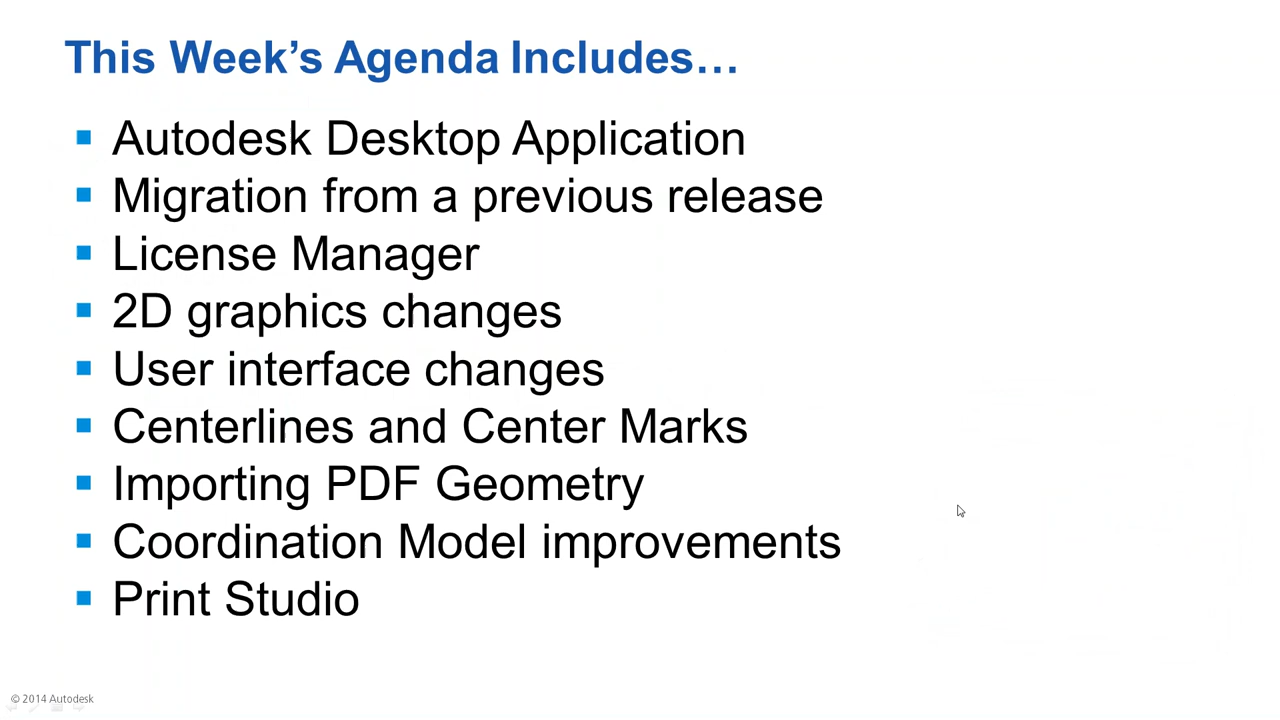 This Week’s Agenda Includes…
Autodesk Desktop Application
Migration from a previous release
License Manager
2D graphics changes
User interface changes
Centerlines and Center Marks
Importing PDF Geometry
Coordination Model improvements
Print Studio
© 2014 Autodesk